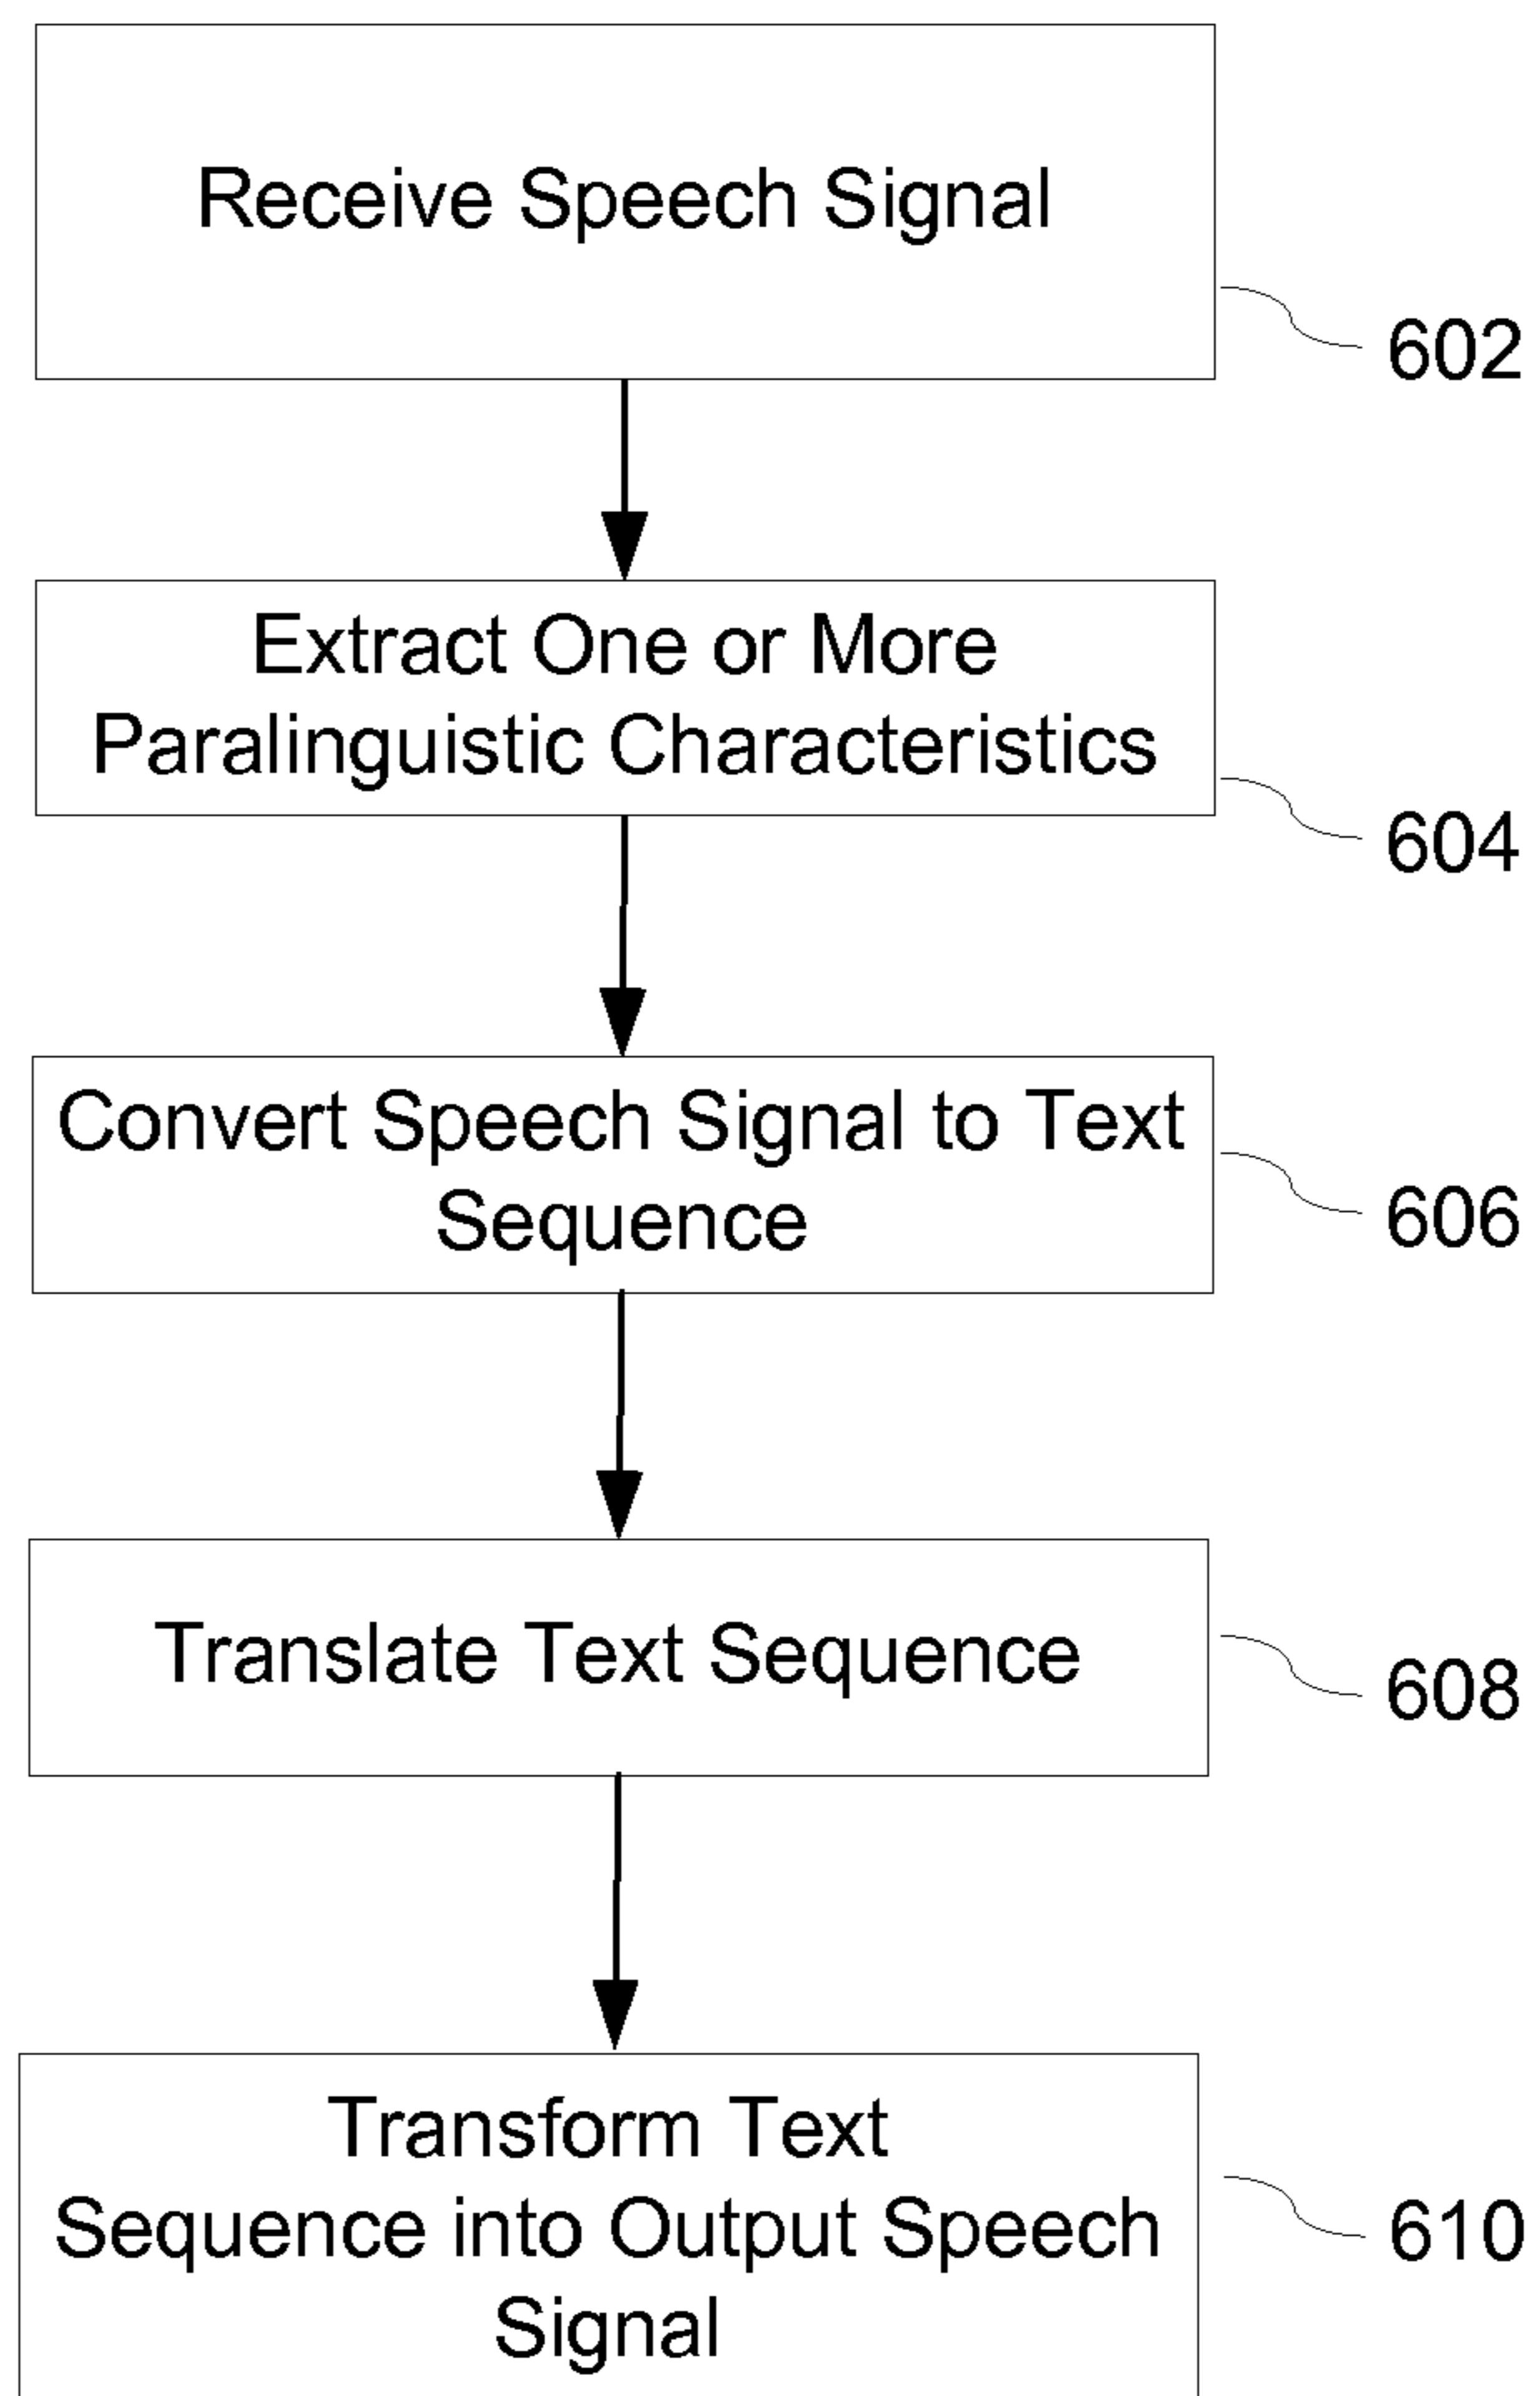 Receive Speech Signal
602
Extract One or More
Paralinguistic Characteristics
604
Convert Speech Signal to Text
Sequence
606
Translate Text Sequence
608
Transform Text
Sequence into Output Speech
Signal
610